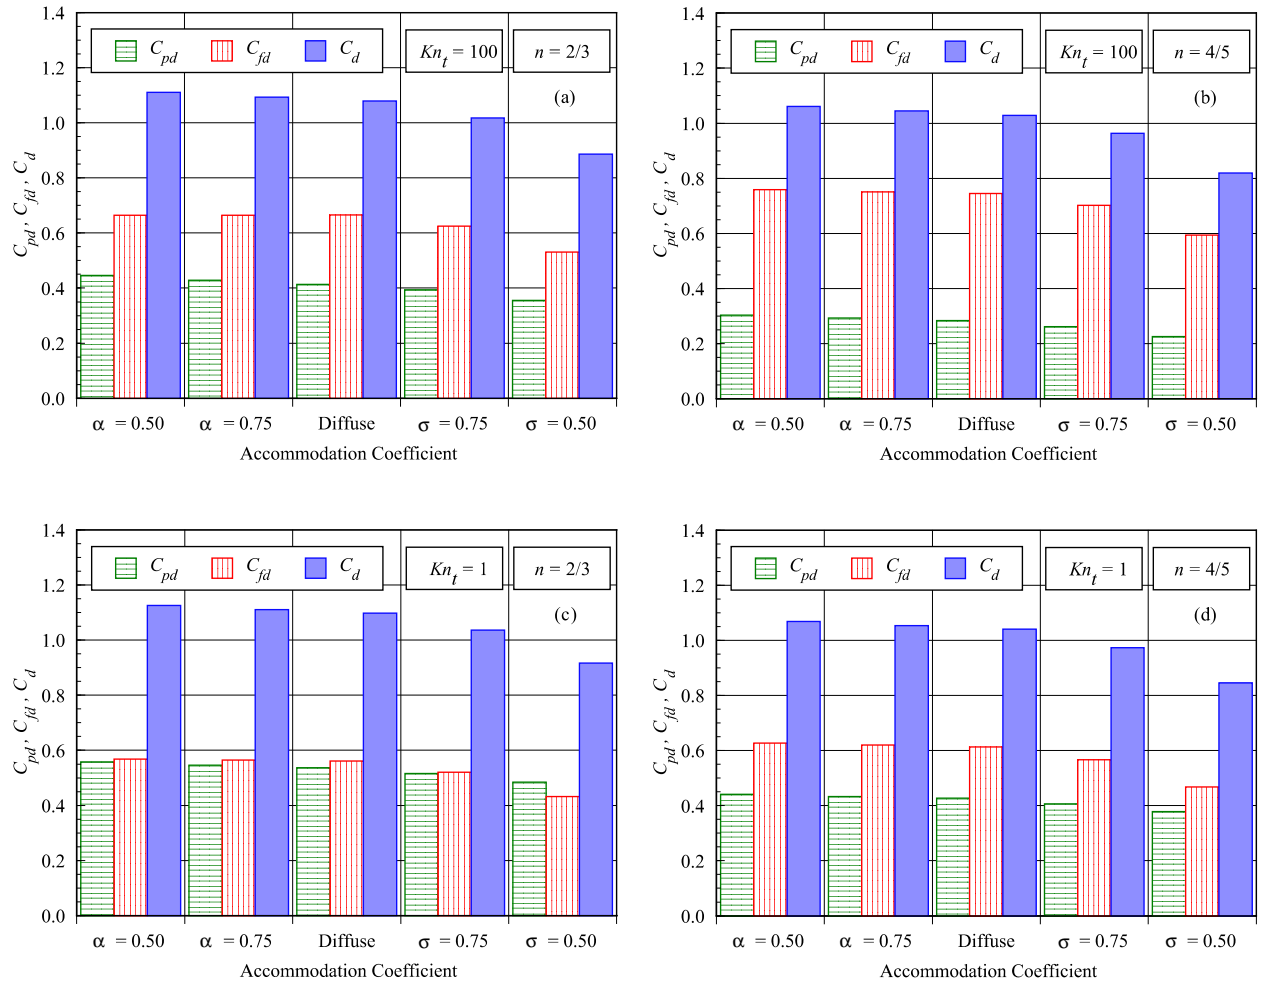 C_pd C_fd C_d Kn_t = 100 n = 2/3
(a)
C_pd, C_fd, C_d
1.4
1.2
1.0
0.8
0.6
0.4
0.2
0.0
α = 0.50 α = 0.75 Diffuse σ = 0.75 σ = 0.50
Accommodation Coefficient
C_pd C_fd C_d Kn_t = 100 n = 4/5
(b)
C_pd, C_fd, C_d
1.4
1.2
1.0
0.8
0.6
0.4
0.2
0.0
α = 0.50 α = 0.75 Diffuse σ = 0.75 σ = 0.50
Accommodation Coefficient
C_pd C_fd C_d Kn_t = 1 n = 2/3
(c)
C_pd, C_fd, C_d
1.4
1.2
1.0
0.8
0.6
0.4
0.2
0.0
α = 0.50 α = 0.75 Diffuse σ = 0.75 σ = 0.50
Accommodation Coefficient
C_pd C_fd C_d Kn_t = 1 n = 4/5
(d)
C_pd, C_fd, C_d
1.4
1.2
1.0
0.8
0.6
0.4
0.2
0.0
α = 0.50 α = 0.75 Diffuse σ = 0.75 σ = 0.50
Accommodation Coefficient